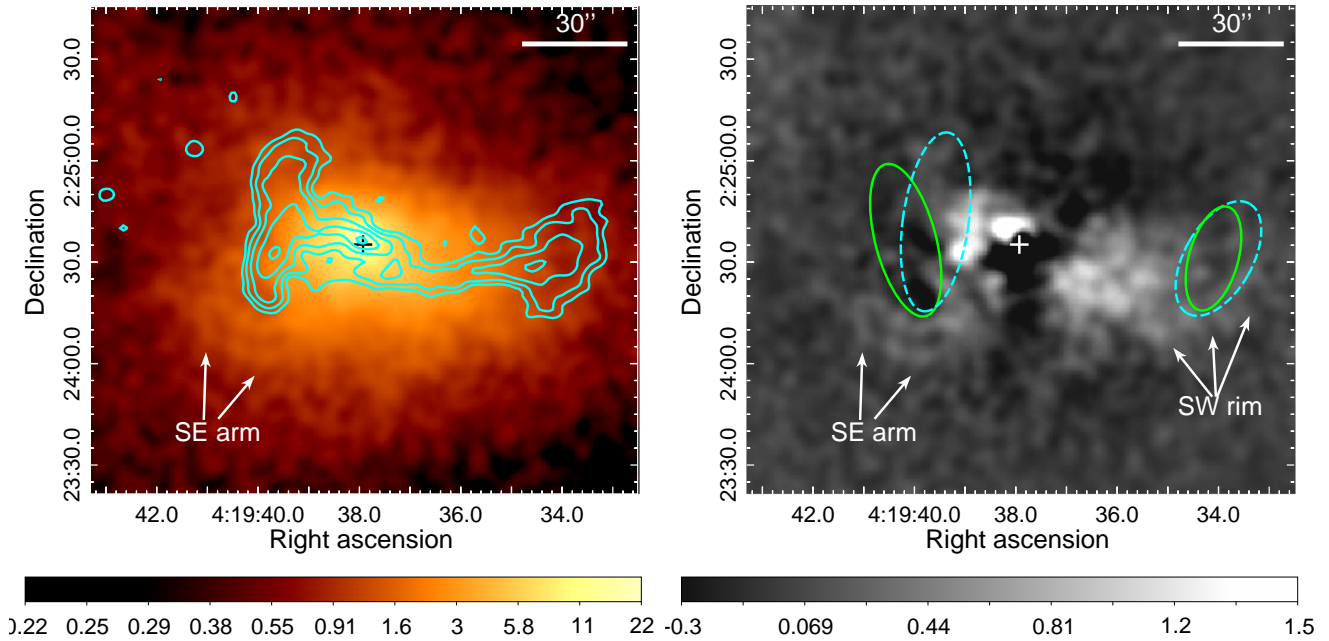 30’’
30.0
2:25:00.0
30.0
24:00.0
23:30.0
Declination
SE arm
42.0 4:19:40.0 38.0 36.0 34.0
Right ascension
0.22 0.25 0.29 0.38 0.55 0.91 1.6 3 5.8 11 22
30’’
30.0
2:25:00.0
30.0
24:00.0
23:30.0
Declination
SE arm
SW rim
42.0 4:19:40.0 38.0 36.0 34.0
Right ascension
-0.3 0.069 0.44 0.81 1.2 1.5